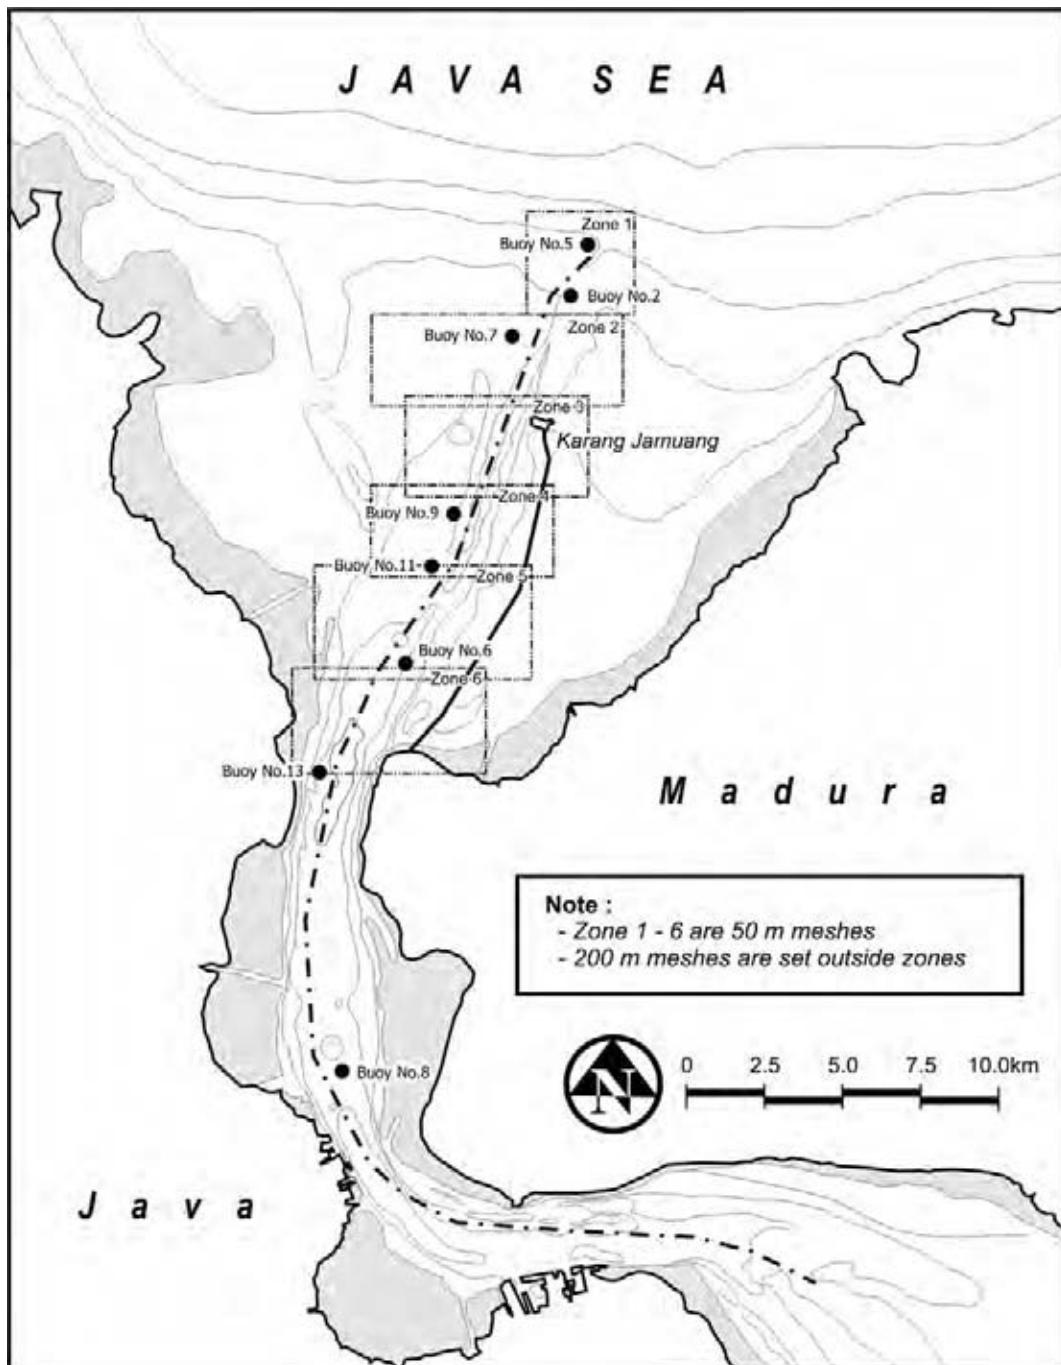 JAVA SEA
Zone 1
Buoy No.5
Buoy No.2
Zone 2
Buoy No.7
Zone 3
Karang Jamuang
Zone 4
Buoy No.9
Buoy No.11
Zone 5
Buoy No.6
Zone 6
Buoy No.13
Madura
Note :
- Zone 1 - 6 are 50 m meshes
- 200 m meshes are set outside zones
N
0 2.5 5.0 7.5 10.0km
Buoy No.8
Java